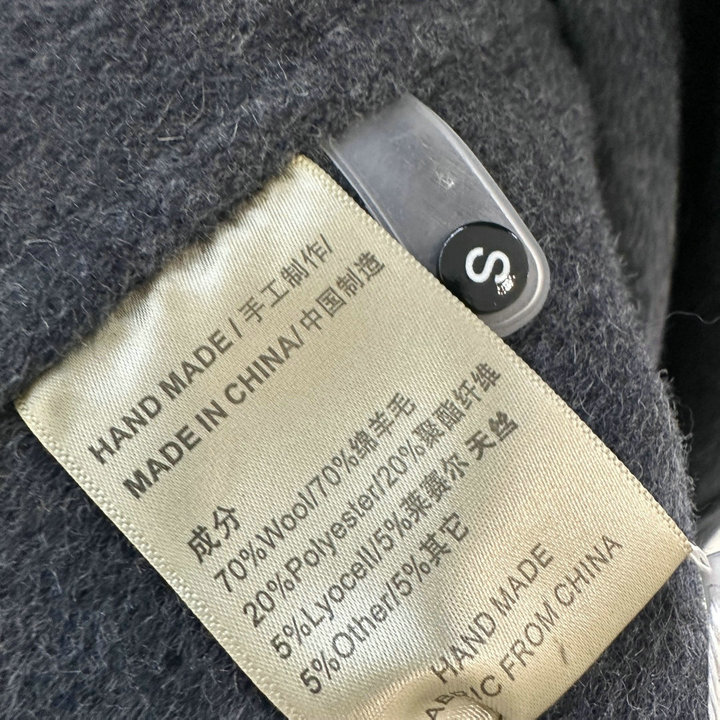 S
HAND MADE / 手工制作/
MADE IN CHINA/ 中国制造
成分
70%Wool/70%绵羊毛
20%Polyester/20%聚酯纤维
5%Lyocell/5%莱赛尔 天丝
5%Other/5%其它
HAND MADE
FROM CHINA